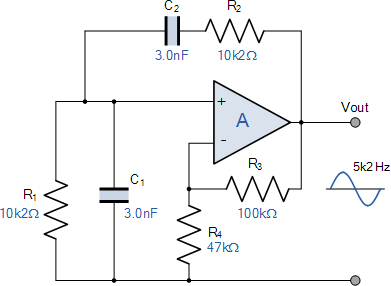 C2 R2
3.0nF 10k2Ω
+
A
-
Vout
R3
5k2 Hz
R1
10k2Ω
C1
3.0nF
100kΩ
R4
47kΩ